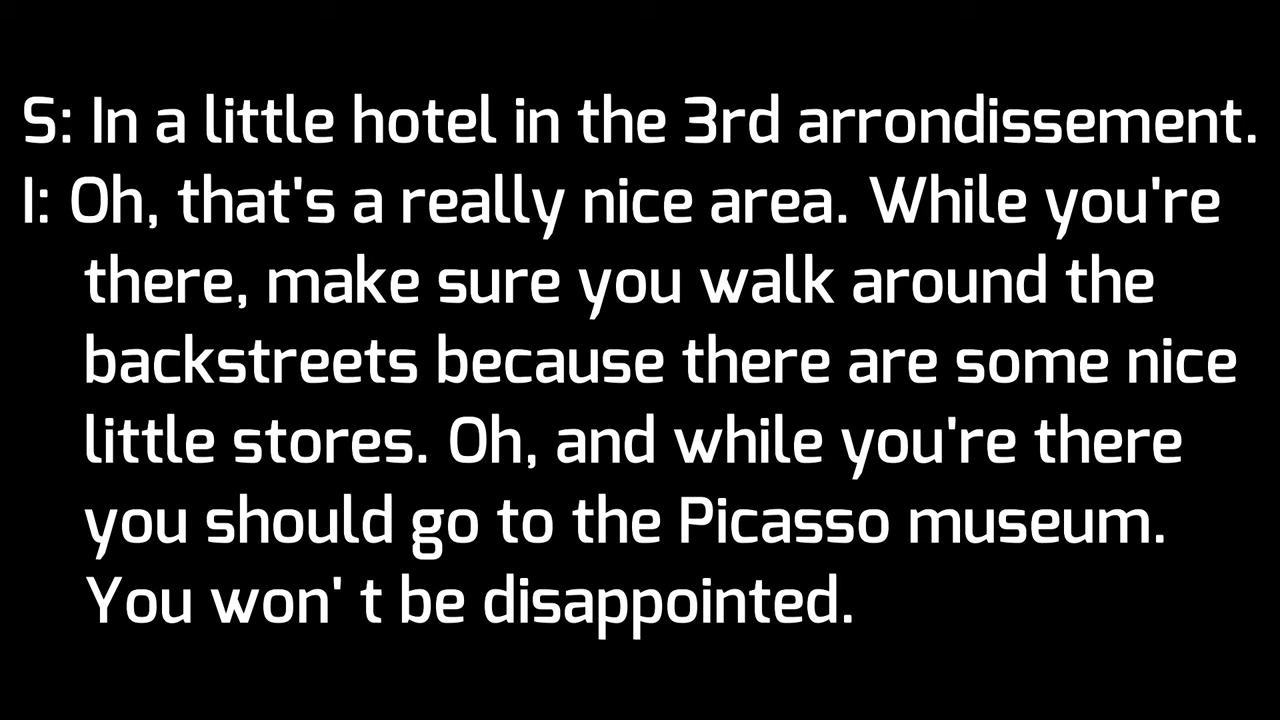 S: In a little hotel in the 3rd arrondissement.
I: Oh, that's a really nice area. While you're
there, make sure you walk around the
backstreets because there are some nice
little stores. Oh, and while you're there
you should go to the Picasso museum.
You won' t be disappointed.